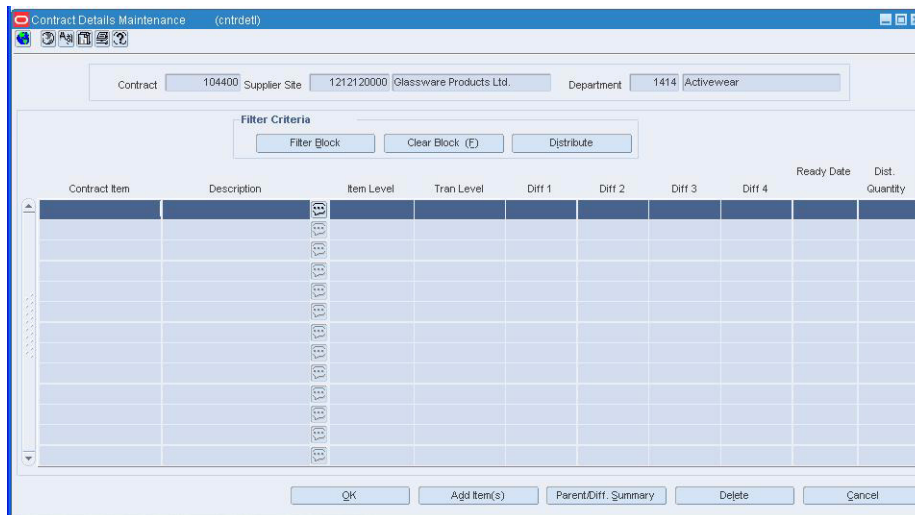 Contract Details Maintenance (cntrdetl)
Contract 104400 Supplier Site 1212120000 Glassware Products Ltd. Department 1414 Activewear
Filter Criteria
Filter Block Clear Block (F) Distribute
Ready Date Dist.
Contract Item Description Item Level Tran Level Diff 1 Diff 2 Diff 3 Diff 4 Quantity
OK Add Item(s) Parent/Diff. Summary Delete Cancel